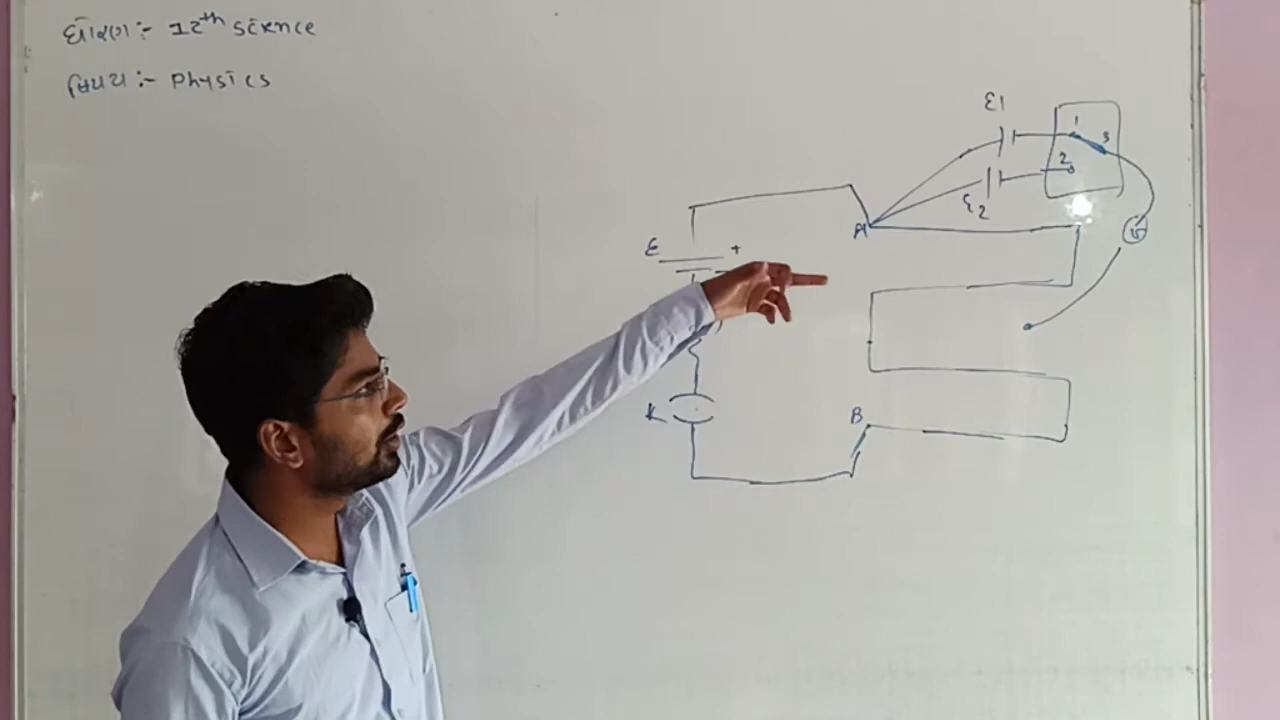 ધોરણ:- 12th Science
વિષય:- Physics
ε1
1
3
2
ε2
A
G
ε
+
K
B